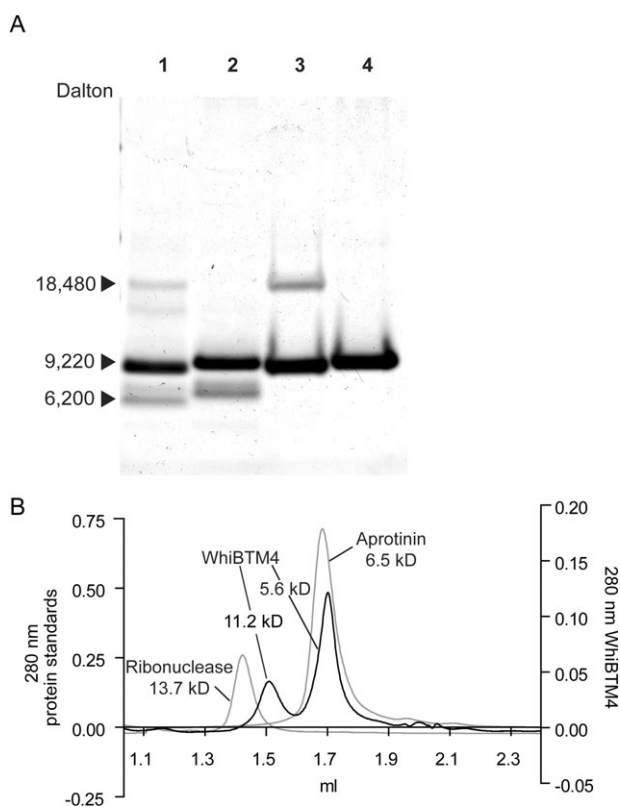 A
1 2 3 4
Dalton
18,480
9,220
6,200
B
0.75
0.50
0.25
0.00
-0.25
280 nm
protein standards
WhiBTM4
5.6 kD
11.2 kD
Ribonuclease
13.7 kD
Aprotinin
6.5 kD
0.20
0.15
0.10
0.05
0.00
-0.05
280 nm WhiBTM4
1.1 1.3 1.5 1.7 1.9 2.1 2.3
ml